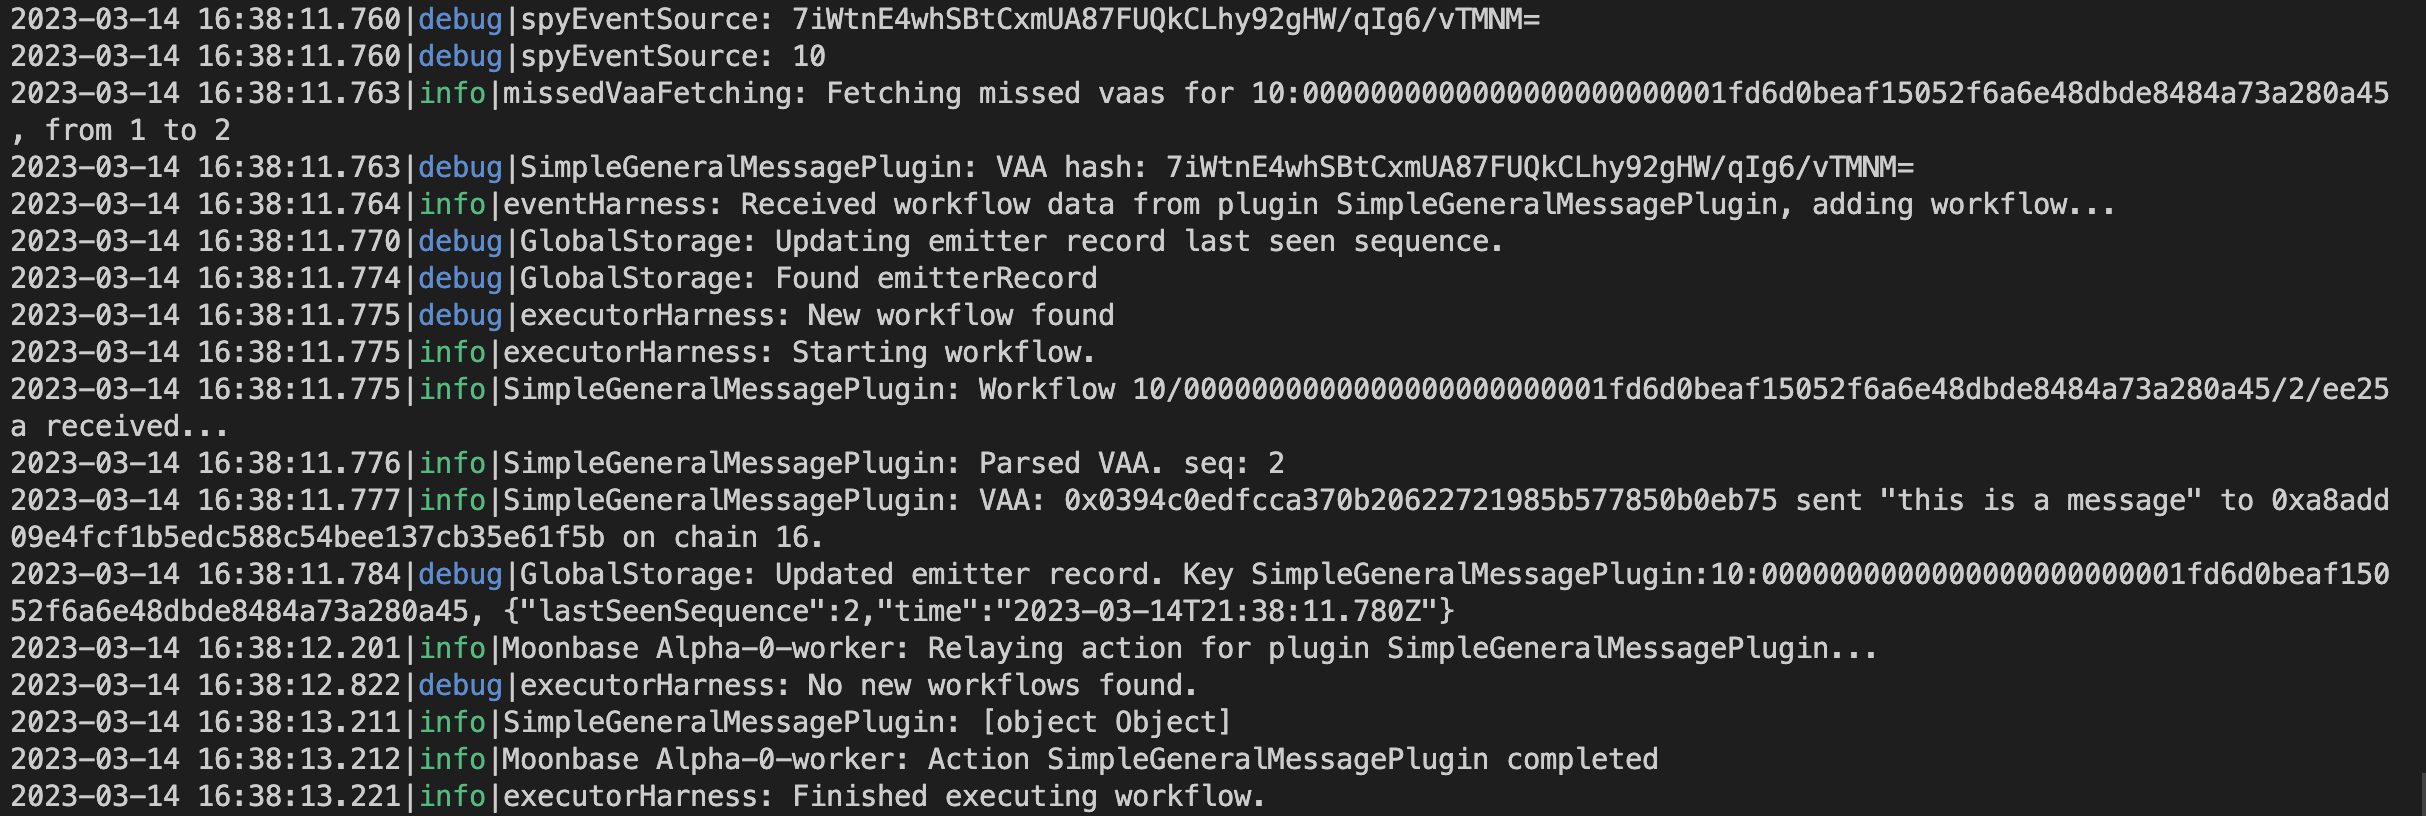 2023-03-14 16:38:11.760|debug|spyEventSource: 7iWtnE4whSBtCxmUA87FUQkCLhy92gHW/qIg6/vTMNM=
2023-03-14 16:38:11.760|debug|spyEventSource: 10
2023-03-14 16:38:11.763|info|missedVaaFetching: Fetching missed vaas for 10:0000000000000000000000001fd6d0beaf15052f6a6e48dbde8484a73a280a45
, from 1 to 2
2023-03-14 16:38:11.763|debug|SimpleGeneralMessagePlugin: VAA hash: 7iWtnE4whSBtCxmUA87FUQkCLhy92gHW/qIg6/vTMNM=
2023-03-14 16:38:11.764|info|eventHarness: Received workflow data from plugin SimpleGeneralMessagePlugin, adding workflow...
2023-03-14 16:38:11.770|debug|GlobalStorage: Updating emitter record last seen sequence.
2023-03-14 16:38:11.774|debug|GlobalStorage: Found emitterRecord
2023-03-14 16:38:11.775|debug|executorHarness: New workflow found
2023-03-14 16:38:11.775|info|executorHarness: Starting workflow.
2023-03-14 16:38:11.775|info|SimpleGeneralMessagePlugin: Workflow 10/0000000000000000000000001fd6d0beaf15052f6a6e48dbde8484a73a280a45/2/ee25
a received...
2023-03-14 16:38:11.776|info|SimpleGeneralMessagePlugin: Parsed VAA. seq: 2
2023-03-14 16:38:11.777|info|SimpleGeneralMessagePlugin: VAA: 0x0394c0edfcca370b20622721985b577850b0eb75 sent "this is a message" to 0xa8add
09e4fcf1b5edc588c54bee137cb35e61f5b on chain 16.
2023-03-14 16:38:11.784|debug|GlobalStorage: Updated emitter record. Key SimpleGeneralMessagePlugin:10:0000000000000000000000001fd6d0beaf150
52f6a6e48dbde8484a73a280a45, {"lastSeenSequence":2,"time":"2023-03-14T21:38:11.780Z"}
2023-03-14 16:38:12.201|info|Moonbase Alpha-0-worker: Relaying action for plugin SimpleGeneralMessagePlugin...
2023-03-14 16:38:12.822|debug|executorHarness: No new workflows found.
2023-03-14 16:38:13.211|info|SimpleGeneralMessagePlugin: [object Object]
2023-03-14 16:38:13.212|info|Moonbase Alpha-0-worker: Action SimpleGeneralMessagePlugin completed
2023-03-14 16:38:13.221|info|executorHarness: Finished executing workflow.